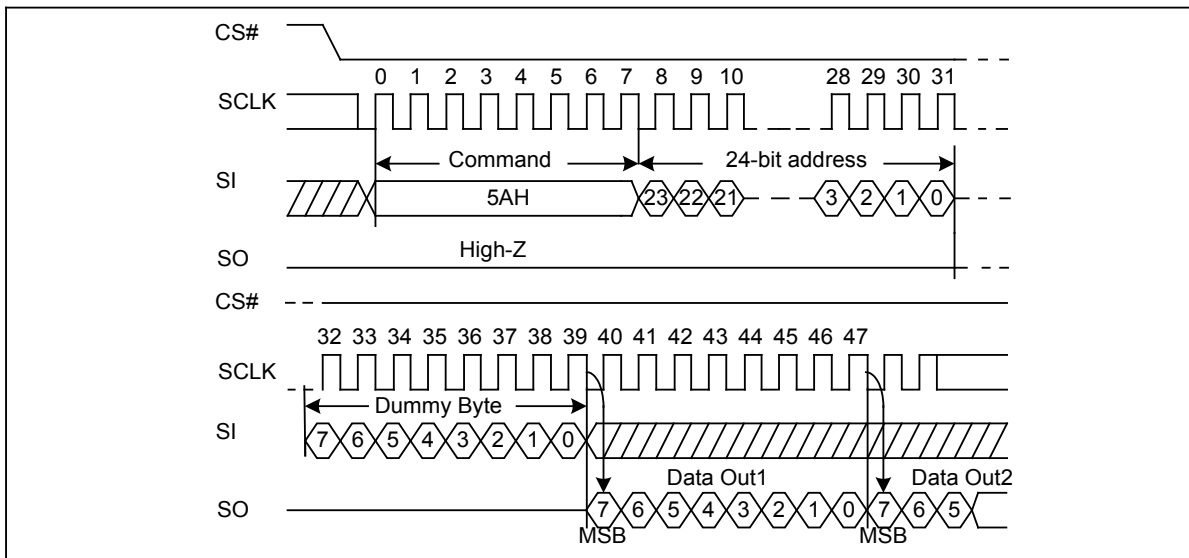 CS#
0 1 2 3 4 5 6 7 8 9 10 28 29 30 31
SCLK
Command 24-bit address
SI
5AH 23 22 21 3 2 1 0
High-Z
SO
CS#
32 33 34 35 36 37 38 39 40 41 42 43 44 45 46 47
SCLK
Dummy Byte
SI
7 6 5 4 3 2 1 0
Data Out1 Data Out2
SO
7 6 5 4 3 2 1 0 7 6 5
MSB MSB